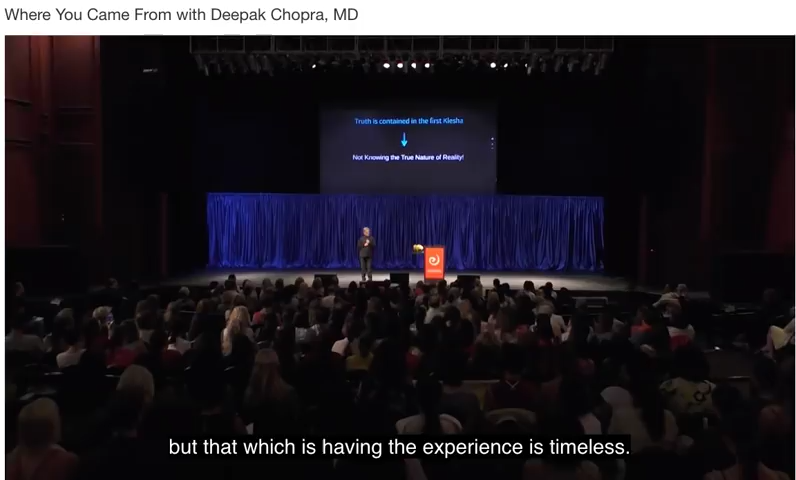 Where You Came From with Deepak Chopra, MD
Truth is contained in the first Klesha
Not Knowing the True Nature of Reality!
but that which is having the experience is timeless.